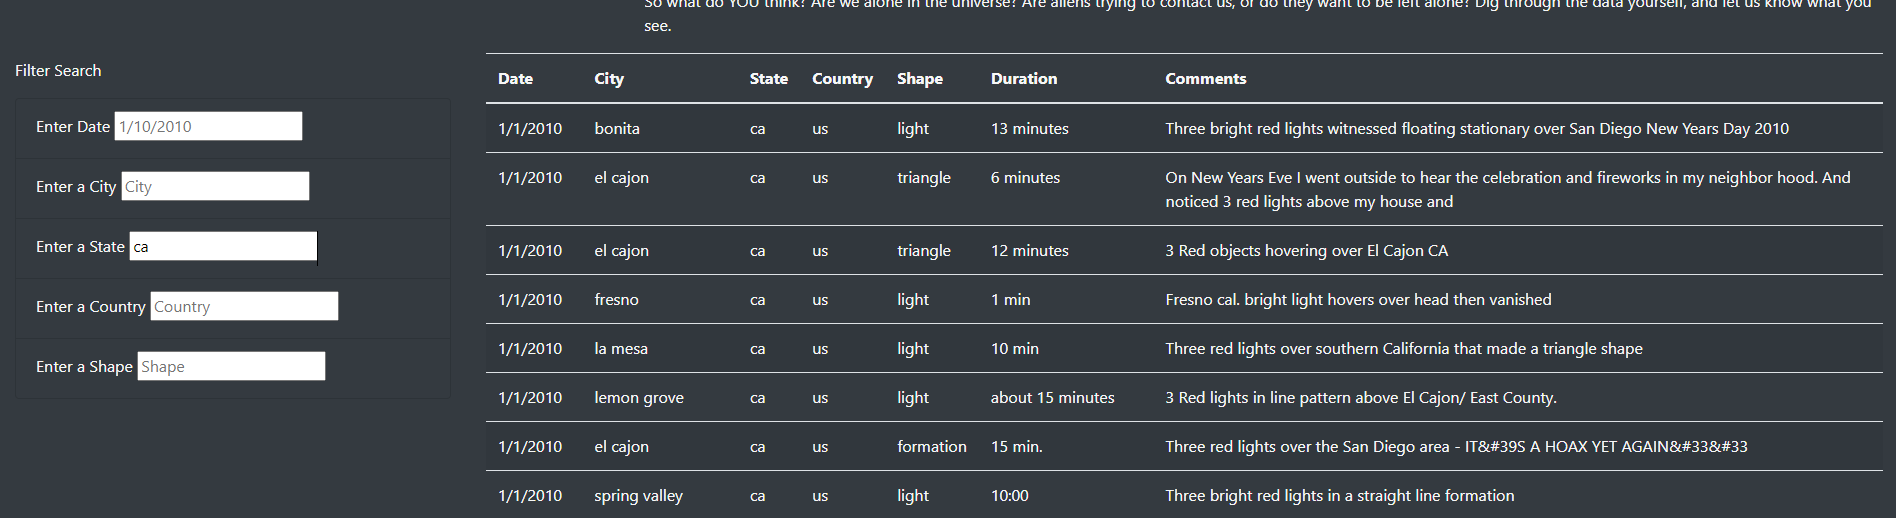 So what do YOU think? Are we alone in the universe? Are aliens trying to contact us, or do they want to be left alone? Dig through the data yourself, and let us know what you
see.
Filter Search
Enter Date 1/10/2010
Enter a City City
Enter a State ca
Enter a Country Country
Enter a Shape Shape
Date City State Country Shape Duration Comments
1/1/2010 bonita ca us light 13 minutes Three bright red lights witnessed floating stationary over San Diego New Years Day 2010
1/1/2010 el cajon ca us triangle 6 minutes On New Years Eve I went outside to hear the celebration and fireworks in my neighbor hood. And
noticed 3 red lights above my house and
1/1/2010 el cajon ca us triangle 12 minutes 3 Red objects hovering over El Cajon CA
1/1/2010 fresno ca us light 1 min Fresno cal. bright light hovers over head then vanished
1/1/2010 la mesa ca us light 10 min Three red lights over southern California that made a triangle shape
1/1/2010 lemon grove ca us light about 15 minutes 3 Red lights in line pattern above El Cajon/ East County.
1/1/2010 el cajon ca us formation 15 min. Three red lights over the San Diego area - IT&#39S A HOAX YET AGAIN&#33&#33
1/1/2010 spring valley ca us light 10:00 Three bright red lights in a straight line formation